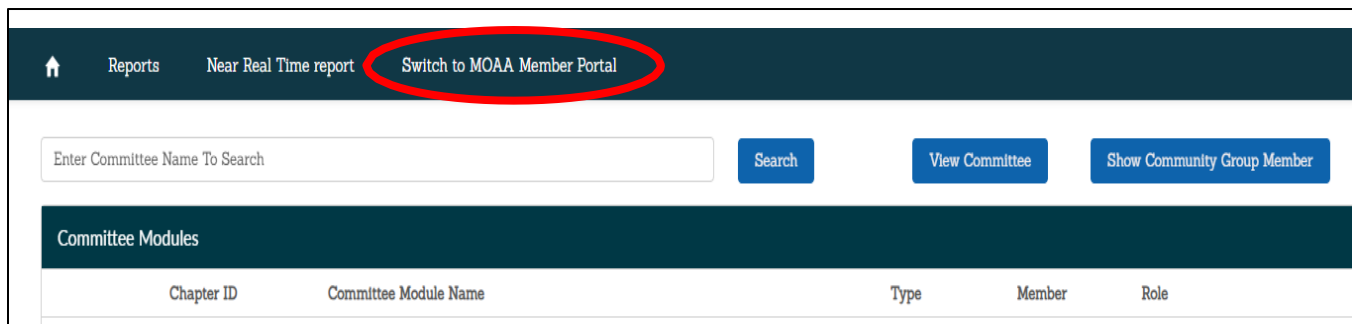 Reports Near Real Time report Switch to MOAA Member Portal
Enter Committee Name To Search Search View Committee Show Community Group Member
Committee Modules
Chapter ID Committee Module Name Type Member Role